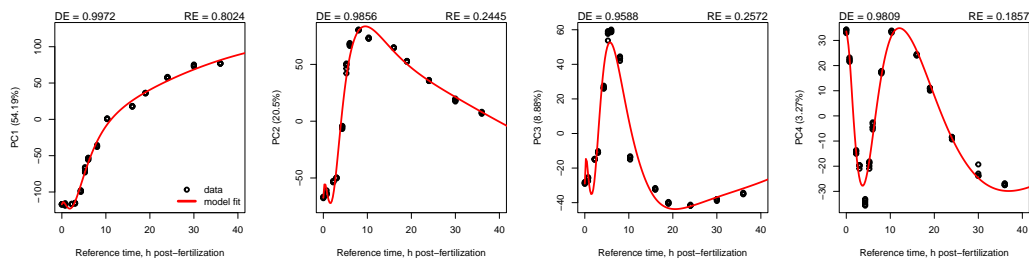 DE = 0.9972 RE = 0.8024
PC1 (54.19%)
100
50
0
−50
−100
data
model fit
0 10 20 30 40
Reference time, h post−fertilization
DE = 0.9856 RE = 0.2445
PC2 (20.5%)
50
0
−50
0 10 20 30 40
Reference time, h post−fertilization
DE = 0.9588 RE = 0.2572
PC3 (8.88%)
60
40
20
0
−20
−40
0 10 20 30 40
Reference time, h post−fertilization
DE = 0.9809 RE = 0.1857
PC4 (3.27%)
30
20
10
0
−10
−20
−30
0 10 20 30 40
Reference time, h post−fertilization